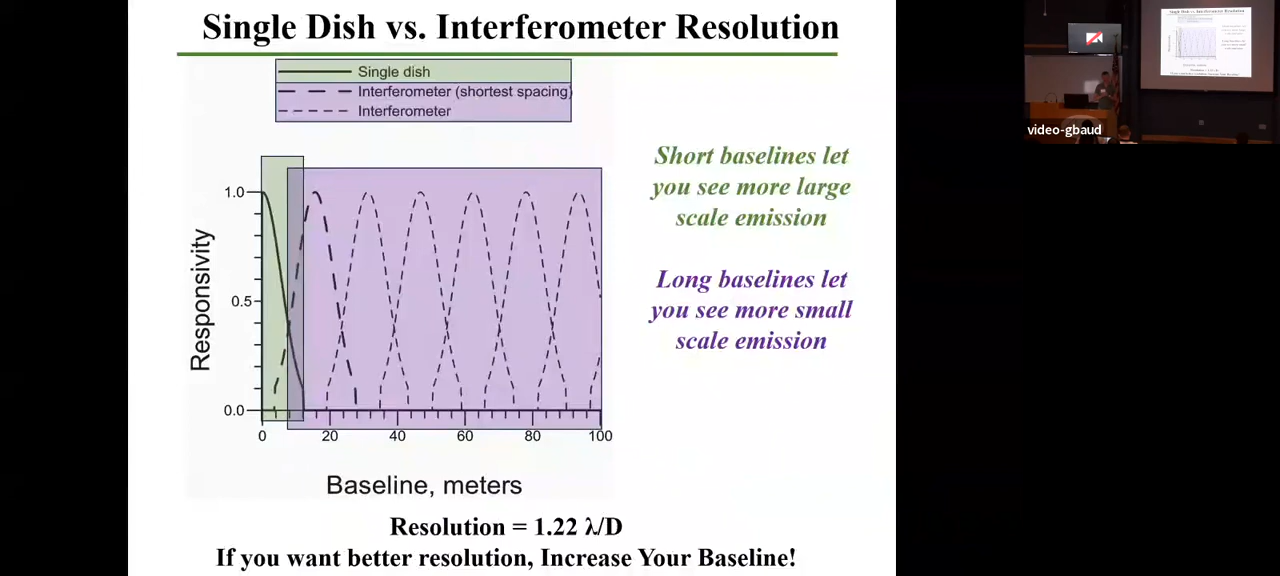 Single Dish vs. Interferometer Resolution
Single dish
Interferometer (shortest spacing)
Interferometer
Short baselines let
you see more large
scale emission
Long baselines let
you see more small
scale emission
Responsivity
1.0
0.5
0.0
0 20 40 60 80 100
Baseline, meters
Resolution = 1.22 λ/D
If you want better resolution, Increase Your Baseline!
video-gbaud